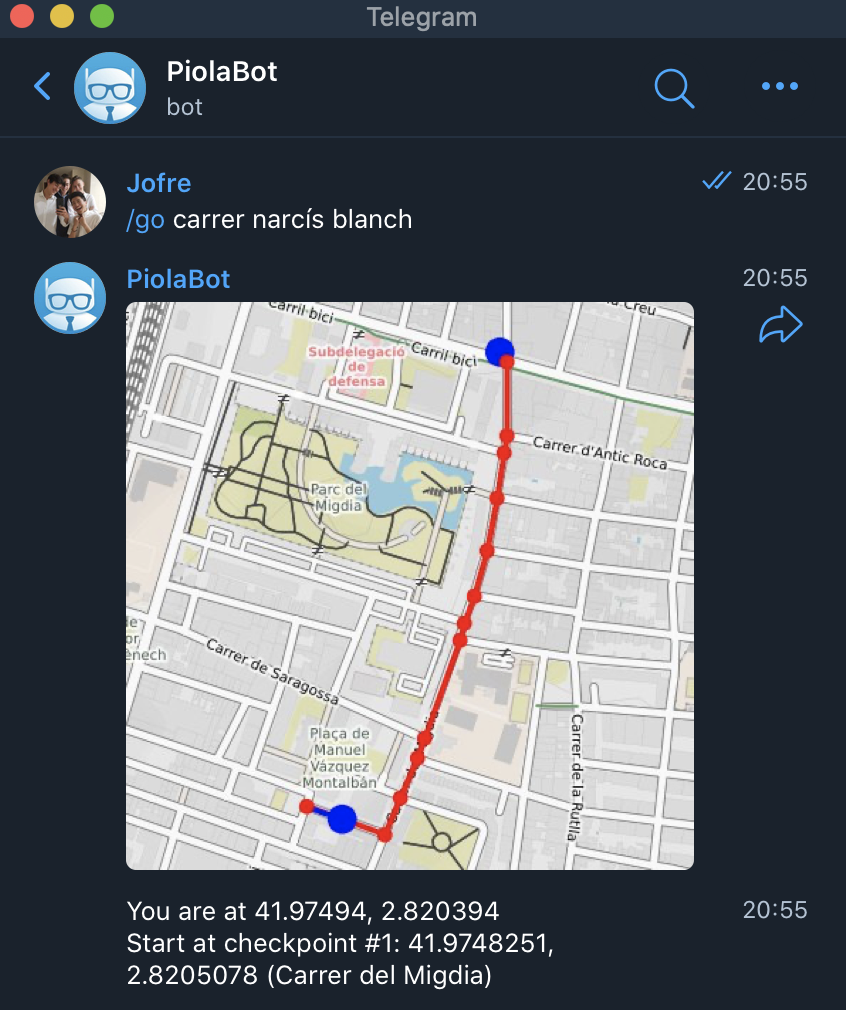 Telegram
PiolaBot
bot
Jofre
20:55
/go carrer narcís blanch
PiolaBot
20:55
Carril bici
Creu
Subdelegació
de
defensa
Carril bici
Carrer d'Antic Roca
Parc del
Migdia
Carrer de Saragossa
Plaça de
Manuel
Vázquez
Montalbán
Carrer de la Rutlla
You are at 41.97494, 2.820394
20:55
Start at checkpoint #1: 41.9748251,
2.8205078 (Carrer del Migdia)